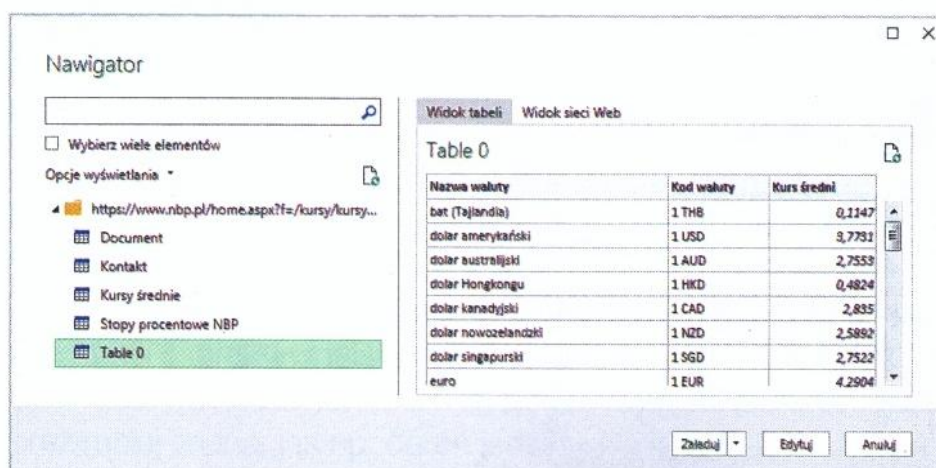 Nawigator
Wybierz wiele elementów
Opcje wyświetlania
https://www.nbp.pl/home.aspx?f=/kursy/kursy...
Document
Kontakt
Kursy średnie
Stopy procentowe NBP
Table 0
Widok tabeli Widok sieci Web
Table 0
Nazwa waluty Kod waluty Kurs średni
bat (Tajlandia) 1 THB 0,1147
dolar amerykański 1 USD 3,7731
dolar australijski 1 AUD 2,7553
dolar Hongkongu 1 HKD 0,4824
dolar kanadyjski 1 CAD 2,835
dolar nowozelandzki 1 NZD 2,5892
dolar singapurski 1 SGD 2,7522
euro 1 EUR 4,2904
Załaduj Edytuj Anuluj